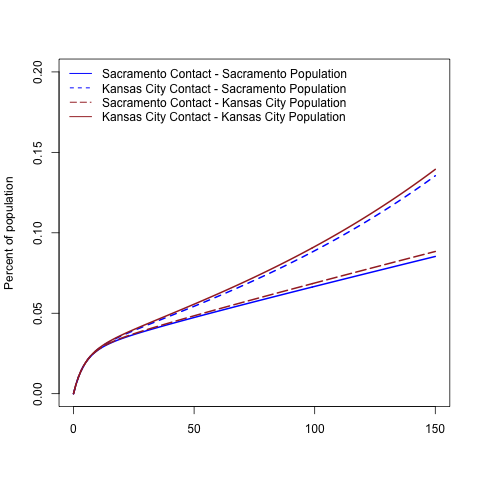 Sacramento Contact - Sacramento Population
Kansas City Contact - Sacramento Population
Sacramento Contact - Kansas City Population
Kansas City Contact - Kansas City Population
Percent of population
0.20
0.15
0.10
0.05
0.00
0 50 100 150